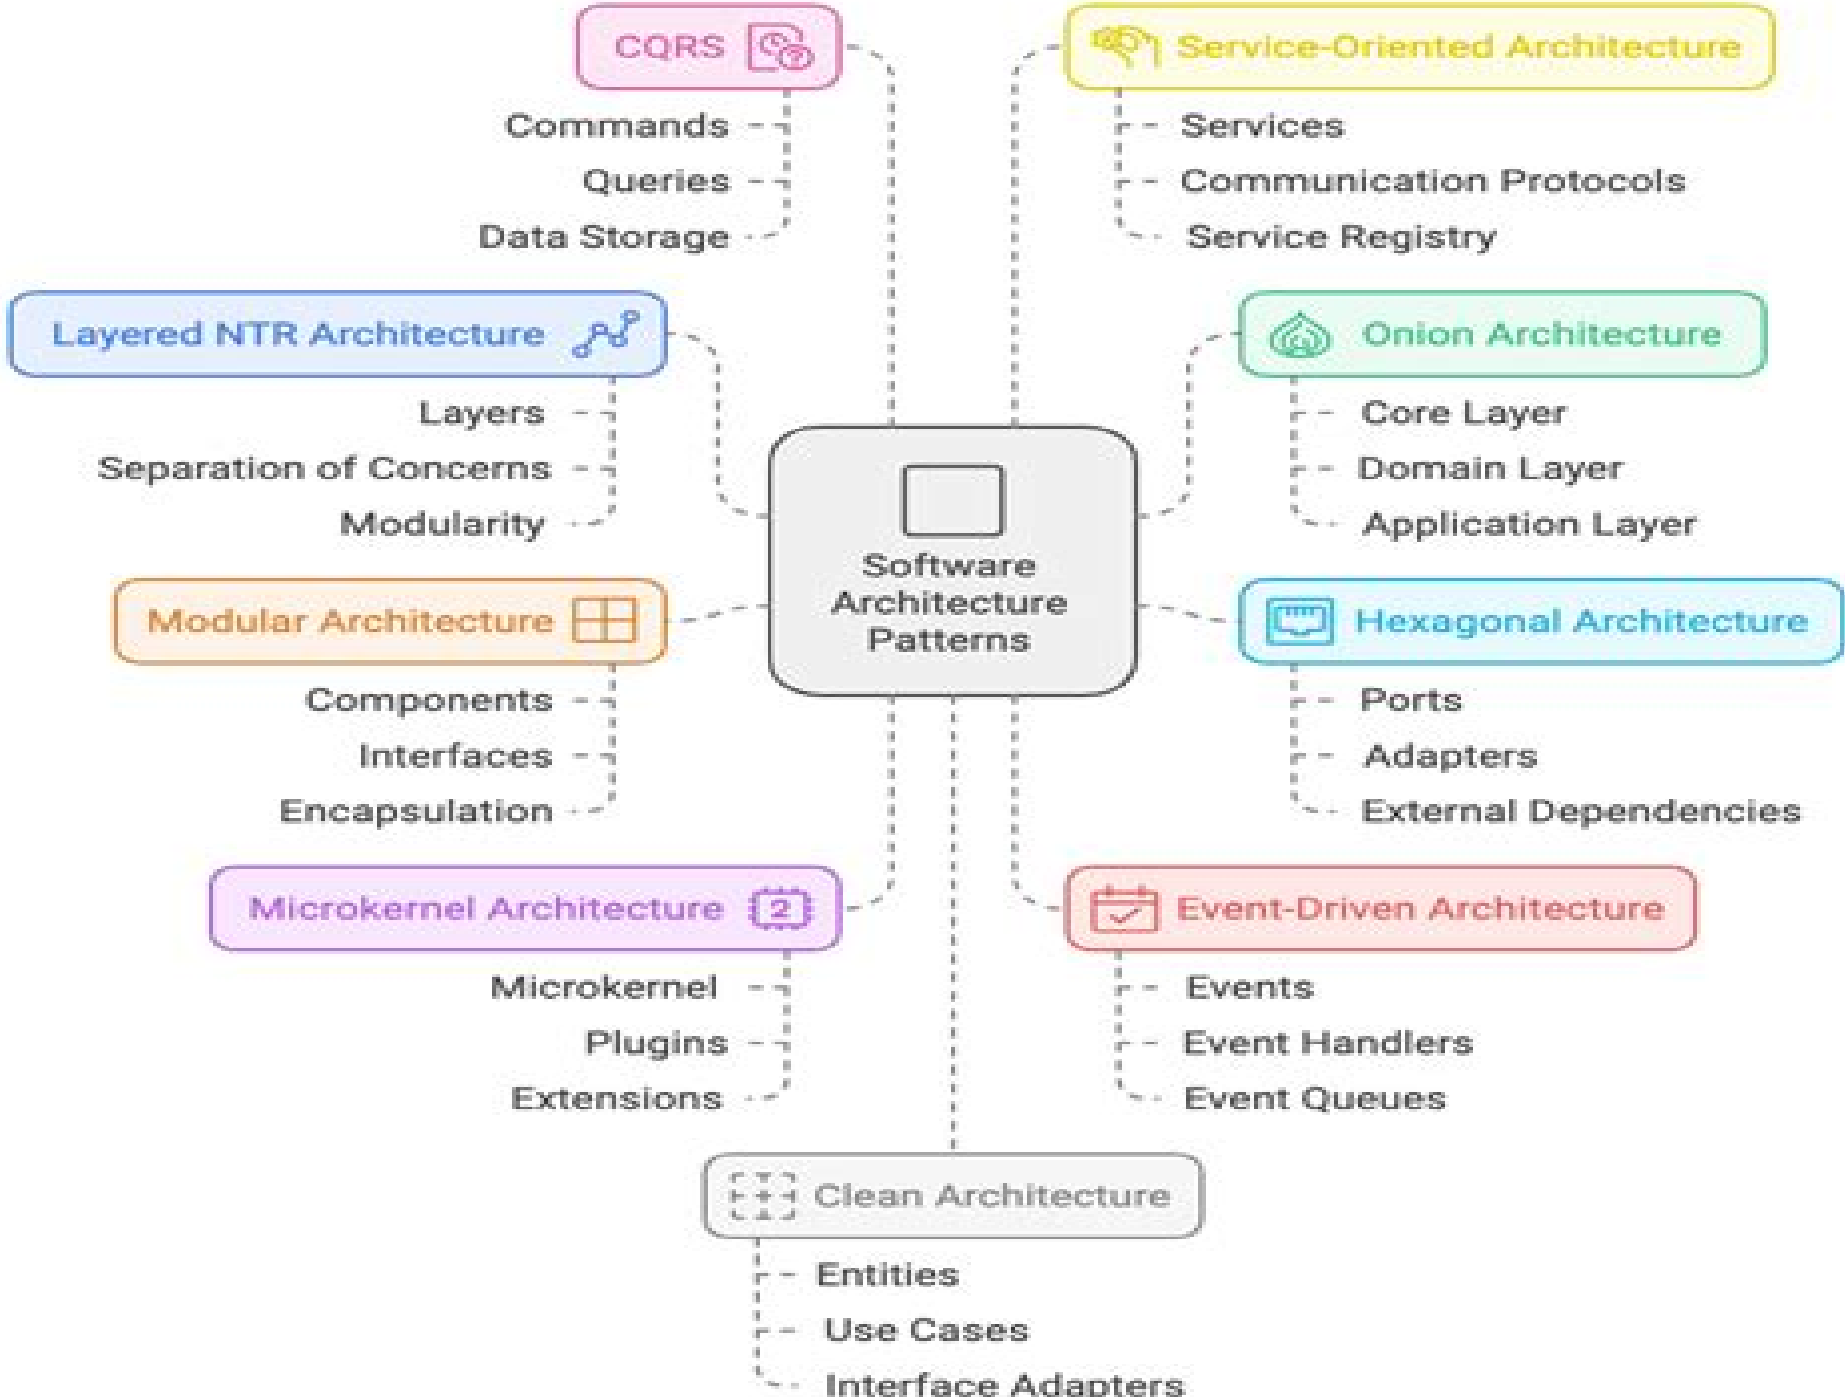 CQRS
Commands
Queries
Data Storage
Service-Oriented Architecture
Services
Communication Protocols
Service Registry
Layered NTR Architecture
Layers
Separation of Concerns
Modularity
Onion Architecture
Core Layer
Domain Layer
Application Layer
Software
Architecture
Patterns
Modular Architecture
Components
Interfaces
Encapsulation
Hexagonal Architecture
Ports
Adapters
External Dependencies
Microkernel Architecture
2
Microkernel
Plugins
Extensions
Event-Driven Architecture
Events
Event Handlers
Event Queues
Clean Architecture
Entities
Use Cases
Interface Adapters